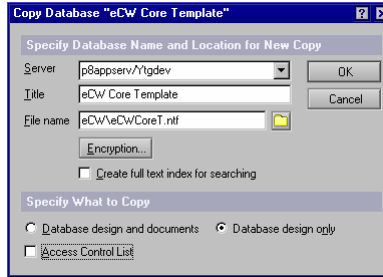 Copy Database "eCW Core Template"
Specify Database Name and Location for New Copy
Server p8appserv/Ytgdev OK
Title eCW Core Template Cancel
File name eCW\eCWCoreT.ntf
Encryption...
Create full text index for searching
Specify What to Copy
Database design and documents Database design only
Access Control List